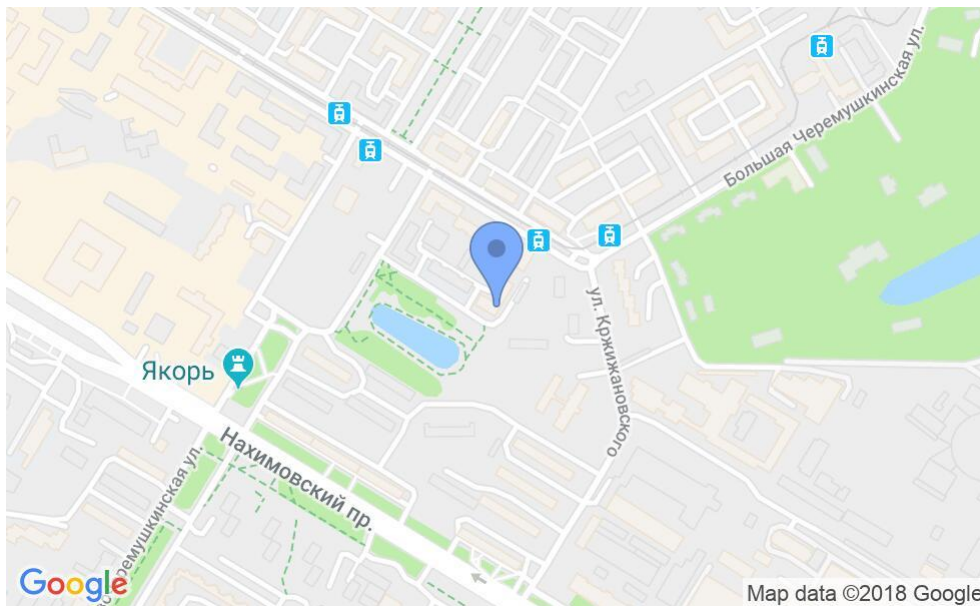 Большая Черемушкинская ул.
ул. Кржижановского
Якорь
Нахимовский пр.
Черемушкинская ул.
Google
Map data ©2018 Google